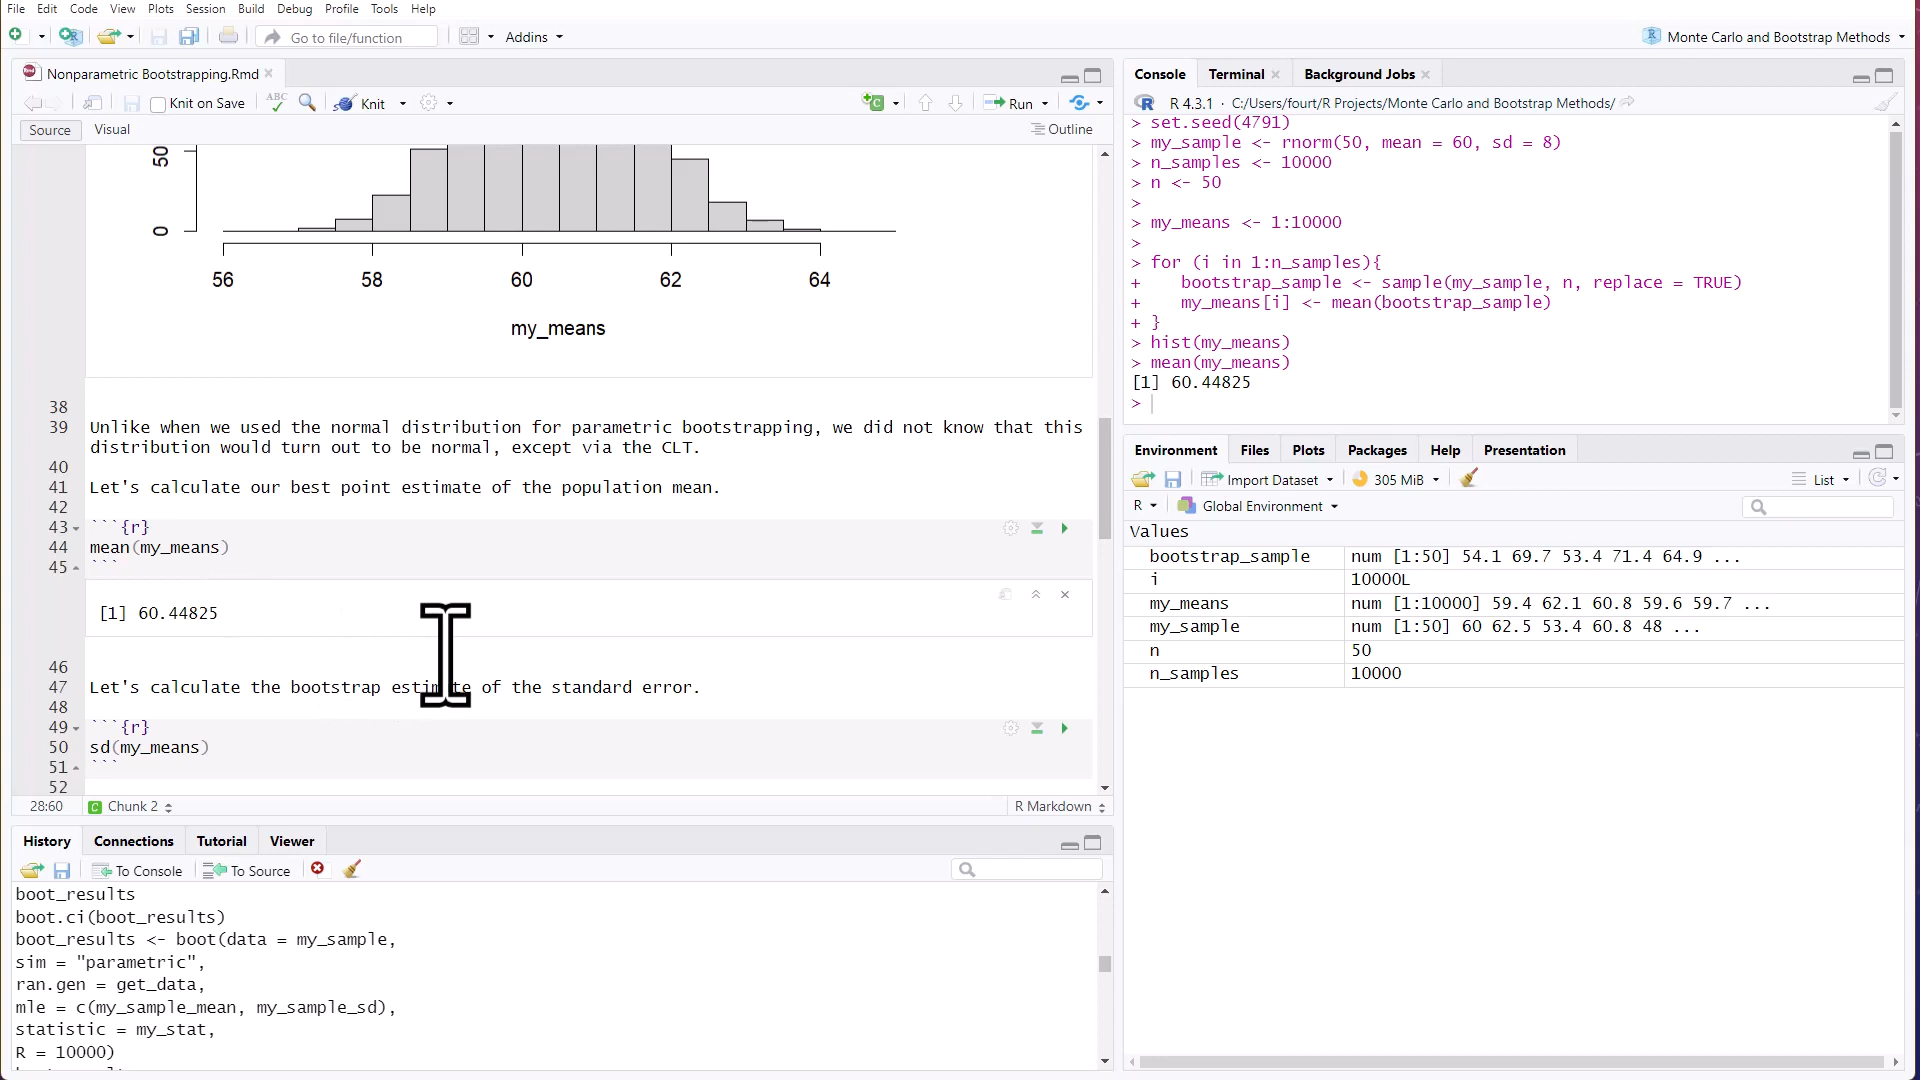 File Edit Code View Plots Session Build Debug Profile Tools Help
Go to file/function
Addins
Monte Carlo and Bootstrap Methods
Nonparametric Bootstrapping.Rmd
Knit on Save
ABC
Knit
Run
Source
Visual
Outline
50
0
56 58 60 62 64
my_means
38
39 Unlike when we used the normal distribution for parametric bootstrapping, we did not know that this
distribution would turn out to be normal, except via the CLT.
40
41 Let's calculate our best point estimate of the population mean.
42
43 ```{r}
44 mean(my_means)
45 ```
[1] 60.44825
46
47 Let's calculate the bootstrap estimate of the standard error.
48
49 ```{r}
50 sd(my_means)
51 ```
52
28:60
Chunk 2
R Markdown
History Connections Tutorial Viewer
To Console
To Source
boot_results
boot.ci(boot_results)
boot_results <- boot(data = my_sample,
sim = "parametric",
ran.gen = get_data,
mle = c(my_sample_mean, my_sample_sd),
statistic = my_stat,
R = 10000)
Console Terminal Background Jobs
R 4.3.1 · C:/Users/fourt/R Projects/Monte Carlo and Bootstrap Methods/
> set.seed(4791)
> my_sample <- rnorm(50, mean = 60, sd = 8)
> n_samples <- 10000
> n <- 50
>
> my_means <- 1:10000
>
> for (i in 1:n_samples){
+ bootstrap_sample <- sample(my_sample, n, replace = TRUE)
+ my_means[i] <- mean(bootstrap_sample)
+ }
> hist(my_means)
> mean(my_means)
[1] 60.44825
>
Environment Files Plots Packages Help Presentation
Import Dataset
305 MiB
List
R
Global Environment
Values
bootstrap_sample num [1:50] 54.1 69.7 53.4 71.4 64.9 ...
i 10000L
my_means num [1:10000] 59.4 62.1 60.8 59.6 59.7 ...
my_sample num [1:50] 60 62.5 53.4 60.8 48 ...
n 50
n_samples 10000